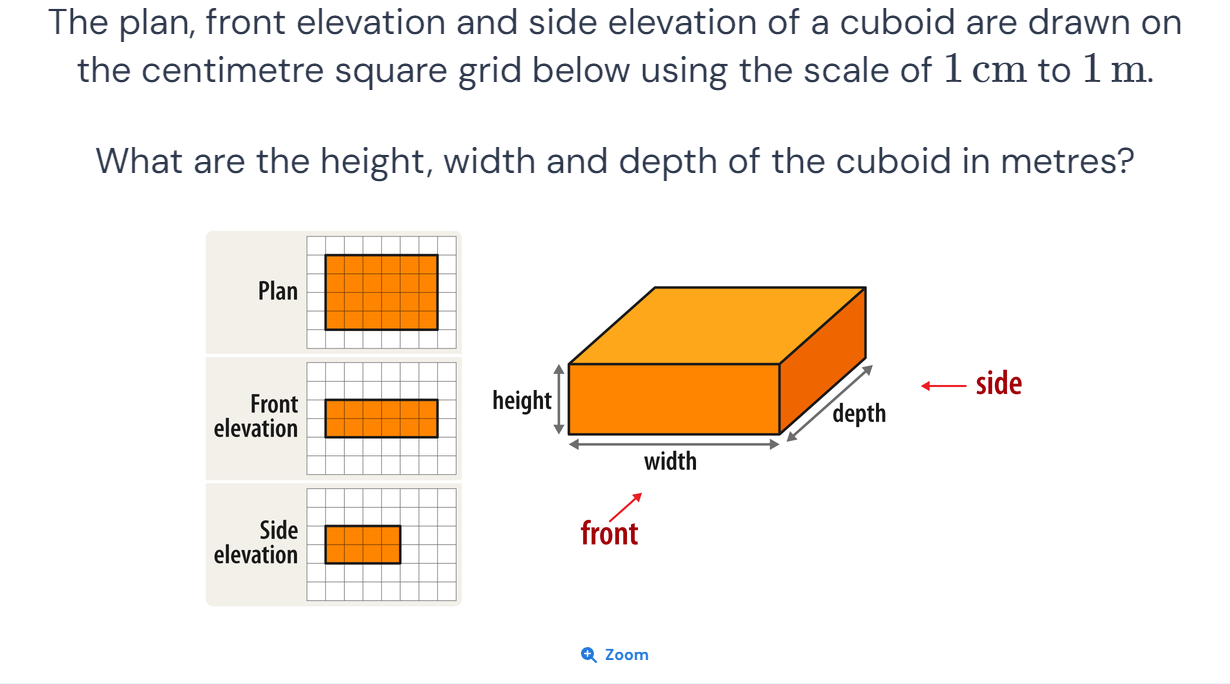 The plan, front elevation and side elevation of a cuboid are drawn on
the centimetre square grid below using the scale of 1 cm to 1 m.
What are the height, width and depth of the cuboid in metres?
Plan
Front
elevation
Side
elevation
height
width
depth
side
front
Zoom